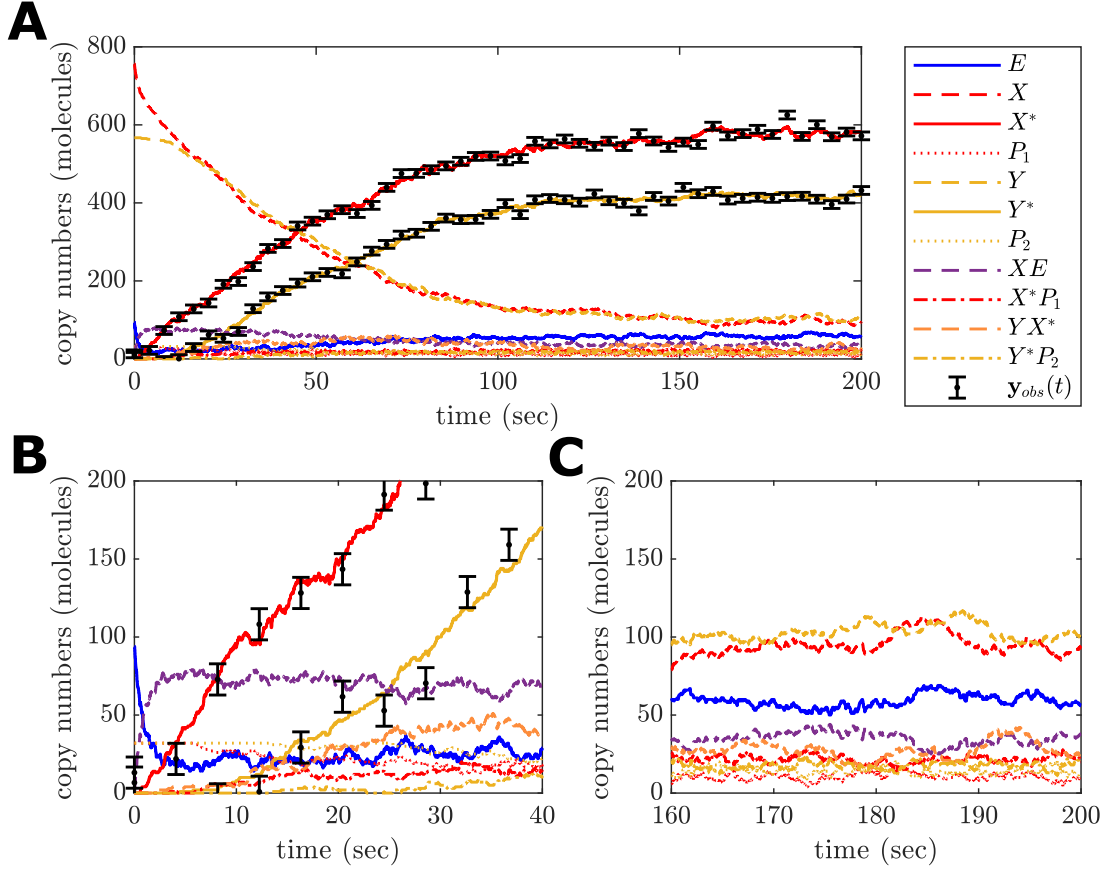 A
copy numbers (molecules)
800
600
400
200
0
0 50 100 150 200
time (sec)
E
X
X*
P₁
Y
Y*
P₂
XE
X*P₁
YX*
Y*P₂
y_obs(t)
B
copy numbers (molecules)
200
150
100
50
0
0 10 20 30 40
time (sec)
C
copy numbers (molecules)
200
150
100
50
0
160 170 180 190 200
time (sec)